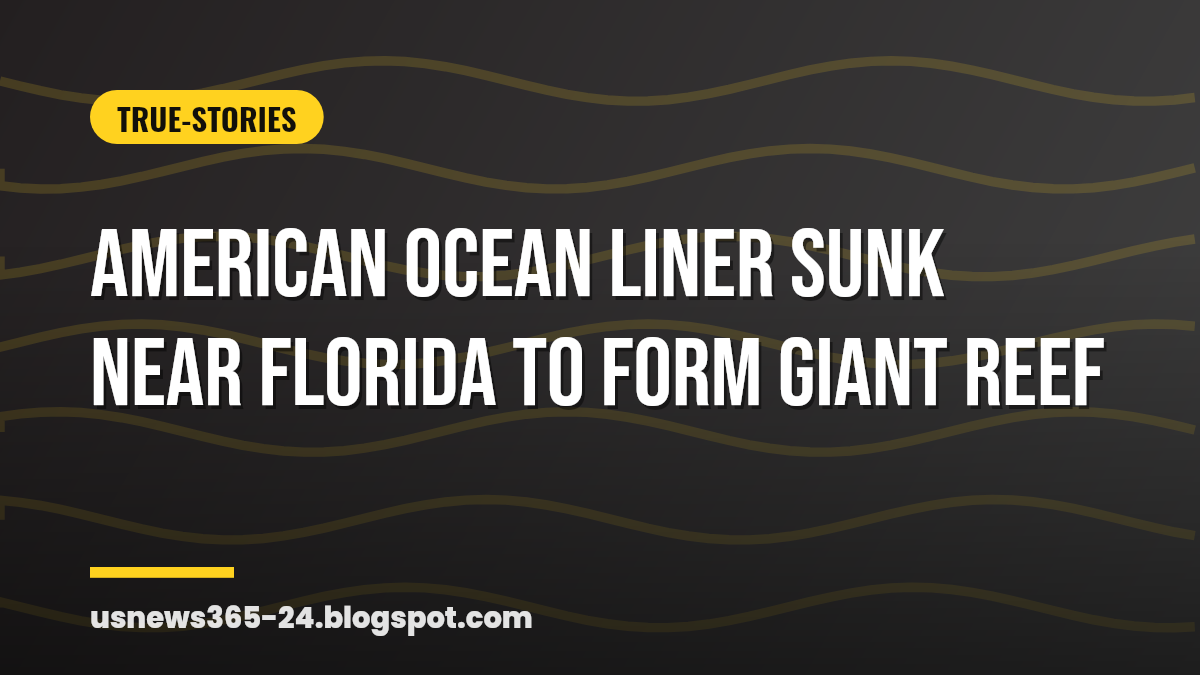 TRUE-STORIES
AMERICAN OCEAN LINER SUNK
NEAR FLORIDA TO FORM GIANT REEF
usnews365-24.blogspot.com